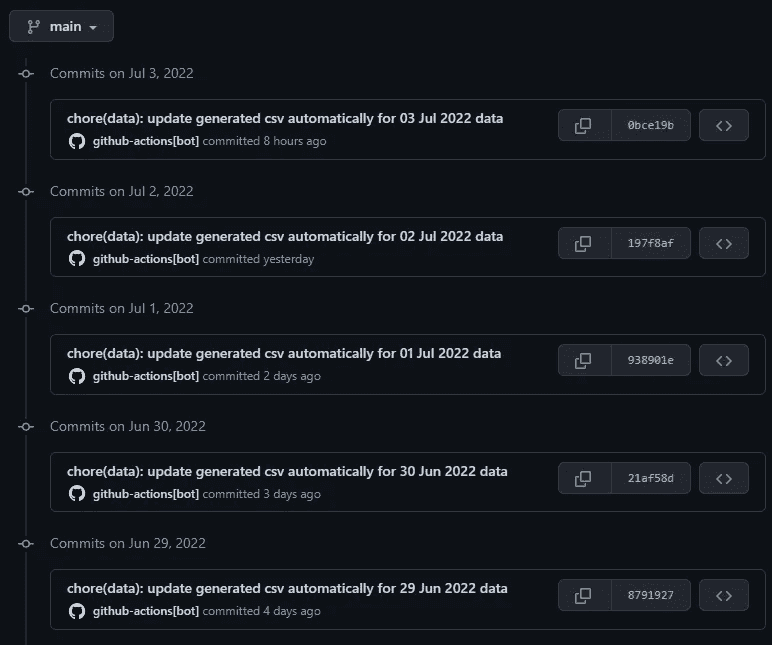 main
Commits on Jul 3, 2022
chore(data): update generated csv automatically for 03 Jul 2022 data
0bce19b
github-actions[bot] committed 8 hours ago
Commits on Jul 2, 2022
chore(data): update generated csv automatically for 02 Jul 2022 data
197f8af
github-actions[bot] committed yesterday
Commits on Jul 1, 2022
chore(data): update generated csv automatically for 01 Jul 2022 data
938901e
github-actions[bot] committed 2 days ago
Commits on Jun 30, 2022
chore(data): update generated csv automatically for 30 Jun 2022 data
21af58d
github-actions[bot] committed 3 days ago
Commits on Jun 29, 2022
chore(data): update generated csv automatically for 29 Jun 2022 data
8791927
github-actions[bot] committed 4 days ago